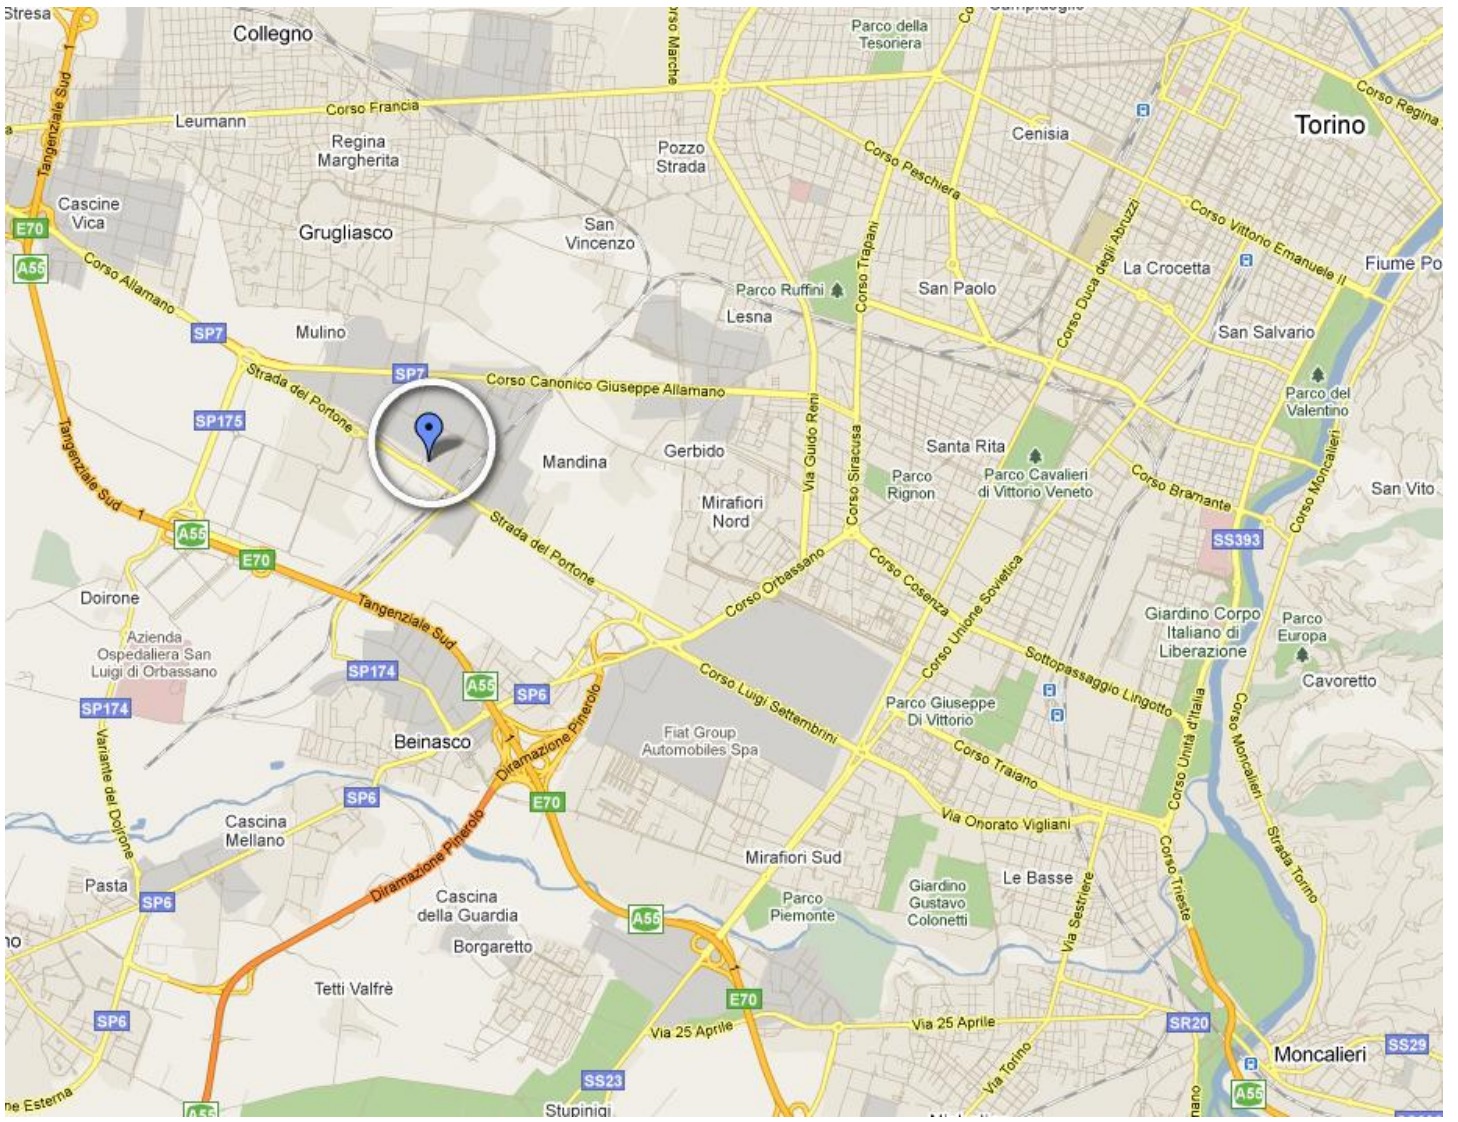 Stresa
Collegno
Tangenziale Sud
1
Corso Marche
Parco della
Tesoriera
Torino
Corso Regina
Corso Francia
Leumann
Regina
Margherita
Pozzo
Strada
Cenisia
Corso Peschiera
Cascine
Vica
E70
A55
Grugliasco
San
Vincenzo
Corso Trapani
Corso Duca degli Abruzzi
Corso Vittorio Emanuele II
La Crocetta
Fiume Po
Corso Allamano
Parco Ruffini
San Paolo
Lesna
San Salvario
SP7
Mulino
SP7
Corso Canonico Giuseppe Allamano
Strada del Portone
Parco del
Valentino
SP175
Via Guido Reni
Corso Siracusa
Gerbido
Mandina
Santa Rita
Parco
Rignon
Parco Cavalieri
di Vittorio Veneto
Corso Bramante
Corso Moncalieri
San Vito
Tangenziale Sud
1
Mirafiori
Nord
A55
E70
Strada del Portone
SS393
Corso Orbassano
Corso Cosenza
Corso Unione Sovietica
Doirone
Tangenziale Sud
Giardino Corpo
Italiano di
Liberazione
Parco
Europa
Cavoretto
Azienda
Ospedaliera San
Luigi di Orbassano
SP174
A55
SP6
SP174
Corso Luigi Settembrini
Sottopassaggio Lingotto
Parco Giuseppe
Di Vittorio
Corso Unità d'Italia
Corso Moncalieri
Beinasco
1
Diramazione Pinerolo
Fiat Group
Automobiles Spa
Corso Traiano
Variante del Dojrone
SP6
E70
Via Onorato Vigliani
Cascina
Mellano
Diramazione Pinerolo
Mirafiori Sud
Strada Torino
Corso Trieste
Pasta
SP6
Cascina
della Guardia
Borgaretto
A55
Parco
Piemonte
Giardino
Gustavo
Colonetti
Le Basse
Via Sestriere
1
Tetti Valfrè
E70
SP6
Via 25 Aprile
Via 25 Aprile
SR20
Moncalieri
SS29
Via Torino
SS23
Stupinigi
A55
A55